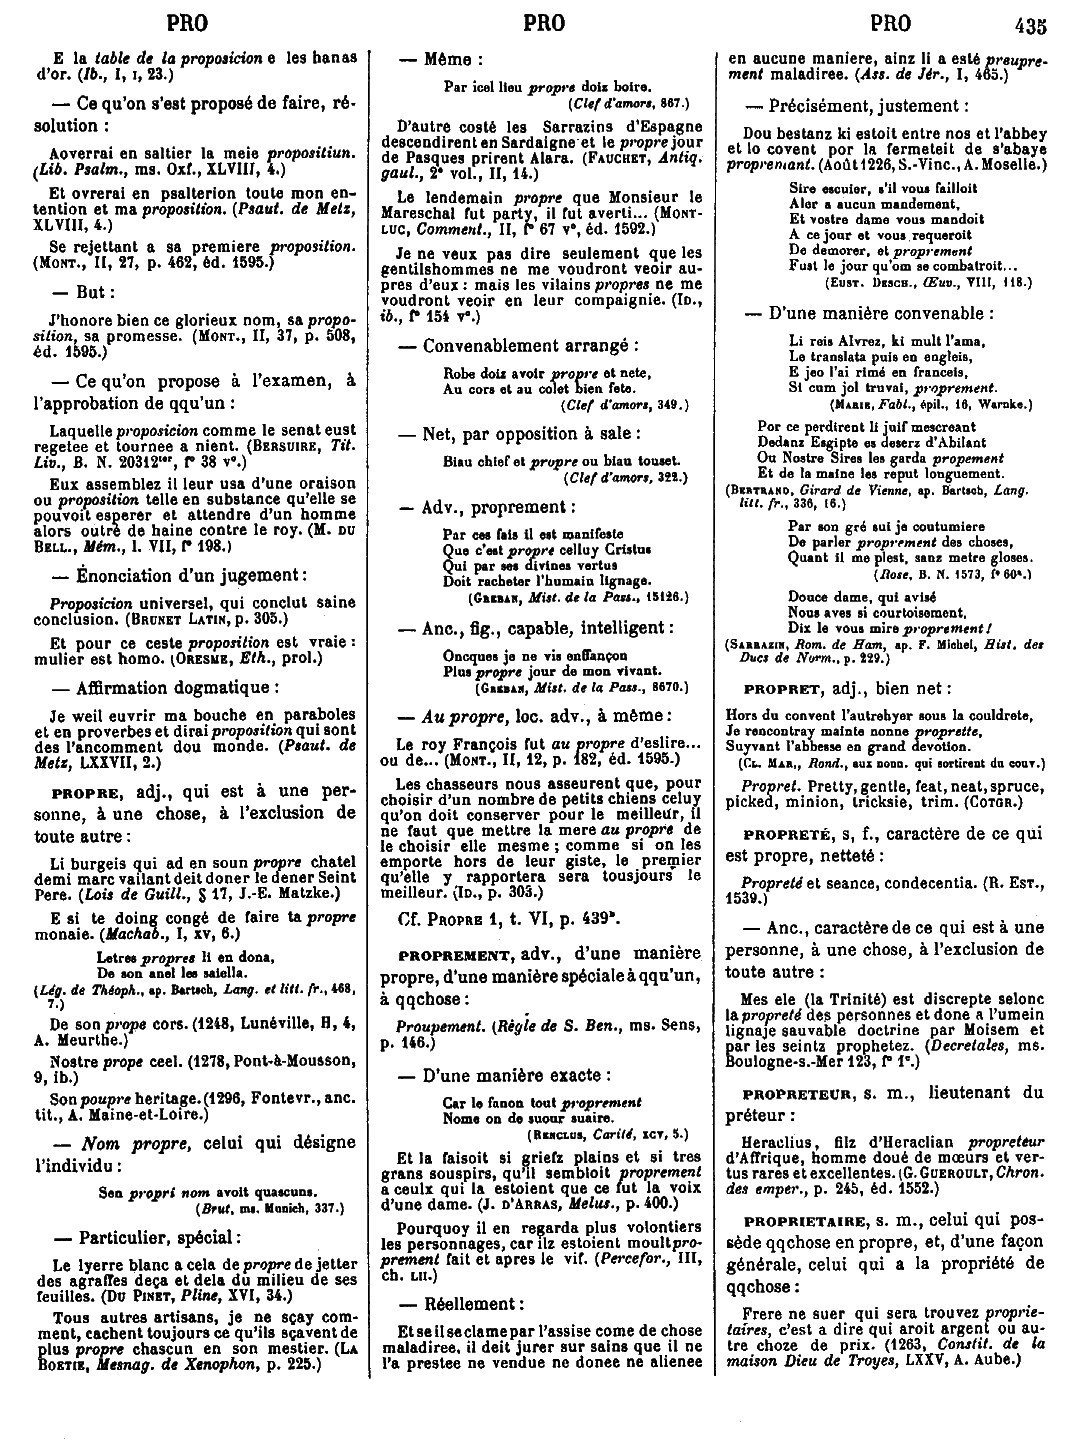 PRO PRO PRO 435
E la table de la proposicion e les hanas
d'or. (Ib., I, I, 23.)
— Ce qu'on s'est proposé de faire, ré-
solution :
Aoverrai en saltier la meie propositiun.
(Lib. Psalm., ms. Oxf., XLVIII, 4.)
Et ovrerai en psalterion toute mon en-
tention et ma proposition. (Psaut. de Metz,
XLVIII, 4.)
Se rejettant a sa premiere proposition.
(MONT., II, 27, p. 462, éd. 1595.)
— But :
J'honore bien ce glorieux nom, sa propo-
sition, sa promesse. (MONT., II, 37, p. 508,
éd. 1595.)
— Ce qu'on propose à l'examen, à
l'approbation de qqu'un :
Laquelle proposicion comme le senat eust
regetee et tournee a nient. (BERSUIRE, Tit.
Liv., B. N. 20312ter, f° 38 v°.)
Eux assemblez il leur usa d'une oraison
ou proposition telle en substance qu'elle se
pouvoit esperer et attendre d'un homme
alors outré de haine contre le roy. (M. DU
BELL., Mém., l. VII, f° 198.)
— Énonciation d'un jugement :
Proposicion universel, qui conclut saine
conclusion. (BRUNET LATIN, p. 305.)
Et pour ce ceste proposition est vraie :
mulier est homo. (ORESME, Eth., prol.)
— Affirmation dogmatique :
Je weil euvrir ma bouche en paraboles
et en proverbes et dirai proposition qui sont
des l'ancomment dou monde. (Psaut. de
Metz, LXXVII, 2.)
PROPRE, adj., qui est à une per-
sonne, à une chose, à l'exclusion de
toute autre :
Li burgeis qui ad en soun propre chatel
demi marc vailant deit doner le dener Seint
Pere. (Lois de Guill., § 17, J.-E. Matzke.)
E si te doing congé de faire ta propre
monaie. (Machab., I, XV, 6.)
Letres propres li en dona,
De son anel les saiella.
(Lég. de Théoph., ap. Bartsch, Lang. et litt. fr., 468,
7.)
De son prope cors. (1248, Lunéville, H, 4,
A. Meurthe.)
Nostre prope ceel. (1278, Pont-à-Mousson,
9, ib.)
Son poupre heritage. (1296, Fontevr., anc.
tit., A. Maine-et-Loire.)
— Nom propre, celui qui désigne
l'individu :
Sen propri nom avoit quascuns.
(Brut, ms. Munich, 337.)
— Particulier, spécial :
Le lyerre blanc a cela de propre de jetter
des agraffes deça et dela du milieu de ses
feuilles. (DU PINET, Pline, XVI, 34.)
Tous autres artisans, je ne sçay com-
ment, cachent toujours ce qu'ils sçavent de
plus propre chascun en son mestier. (LA
BOETIE, Mesnag. de Xenophon, p. 225.)
— Même :
Par icel lieu propre doiz boire.
(Clef d'amors, 867.)
D'autre costé les Sarrazins d'Espagne
descendirent en Sardaigne et le propre jour
de Pasques prirent Alara. (FAUCHET, Antiq.
gaul., 2° vol., II, 14.)
Le lendemain propre que Monsieur le
Mareschal fut party, il fut averti... (MONT-
LUC, Comment., II, f° 67 v°, éd. 1592.)
Je ne veux pas dire seulement que les
gentilshommes ne me voudront veoir au-
pres d'eux : mais les vilains propres ne me
voudront veoir en leur compaignie. (ID.,
ib., f° 154 v°.)
— Convenablement arrangé :
Robe doiz avoir propre et nete,
Au cors et au colet bien fete.
(Clef d'amors, 349.)
— Net, par opposition à sale :
Biau chief et propre ou biau touset.
(Clef d'amors, 322.)
— Adv., proprement :
Par ces fais il est manifeste
Que c'est propre celluy Cristus
Qui par ses divines vertus
Doit racheter l'humain lignage.
(GREBAN, Mist. de la Pass., 15126.)
— Anc., fig., capable, intelligent :
Oncques je ne vis enffançon
Plus propre jour de mon vivant.
(GREBAN, Mist. de la Pass., 8670.)
— Au propre, loc. adv., à même :
Le roy François fut au propre d'eslire...
ou de... (MONT., II, 12, p. 182, éd. 1595.)
Les chasseurs nous asseurent que, pour
choisir d'un nombre de petits chiens celuy
qu'on doit conserver pour le meilleur, il
ne faut que mettre la mere au propre de
le choisir elle mesme ; comme si on les
emporte hors de leur giste, le premier
qu'elle y rapportera sera tousjours le
meilleur. (ID., p. 303.)
Cf. PROPRE 1, t. VI, p. 439b.
PROPREMENT, adv., d'une manière
propre, d'une manière spéciale à qqu'un,
à qqchose :
Proupement. (Règle de S. Ben., ms. Sens,
p. 146.)
— D'une manière exacte :
Car le fanon tout proprement
Nome on de suour suaire.
(RENCLUS, Carité, XCV, 5.)
Et la faisoit si griefz plains et si tres
grans souspirs, qu'il sembloit proprement
a ceulx qui la estoient que ce fut la voix
d'une dame. (J. D'ARRAS, Melus., p. 400.)
Pourquoy il en regarda plus volontiers
les personnages, car ilz estoient moult pro-
prement fait et apres le vif. (Percefor., III,
ch. LII.)
— Réellement :
Et se il se clame par l'assise come de chose
maladiree, il deit jurer sur sains que il ne
l'a prestee ne vendue ne donee ne alienee
en aucune maniere, ainz li a esté preupre-
ment maladiree. (Ass. de Jér., I, 465.)
— Précisément, justement :
Dou bestanz ki estoit entre nos et l'abbey
et lo covent por la fermeteit de s'abaye
propremant. (Août 1226, S.-Vinc., A. Moselle.)
Sire escuier, s'il vous failloit
Aler a aucun mandement,
Et vostre dame vous mandoit
A ce jour et vous requeroit
De demorer, et proprement
Fust le jour qu'om se combatroit...
(EUST. DESCH., Œuv., VIII, 118.)
— D'une manière convenable :
Li reis Alvrez, ki mult l'ama,
Le translata puis en engleis,
E jeo l'ai rimé en franceis,
Si cum jol truvai, proprement.
(MARIE, Fabl., épil., 16, Warnke.)
Por ce perdirent li juif mescreant
Dedanz Esgipte es deserz d'Abilant
Ou Nostre Sires les garda propement
Et de la maine les reput longuement.
(BERTRAND, Girard de Vienne, ap. Bartsch, Lang.
litt. fr., 336, 16.)
Par son gré sui je coutumiere
De parler proprement des choses,
Quant il me plest, sanz metre gloses.
(Rose, B. N. 1573, f° 60a.)
Douce dame, qui avisé
Nous aves si courtoisement,
Dix le vous mire proprement !
(SARRAZIN, Rom. de Ham, ap. F. Michel, Hist. des
Ducs de Norm., p. 229.)
PROPRET, adj., bien net :
Hors du convent l'autrehyer sous la couldrete,
Je rencontray mainte nonne proprette,
Suyvant l'abbesse en grand devotion.
(CL. MAR., Rond., aux nonn. qui sortirent du couv.)
Propret. Pretty, gentle, feat, neat, spruce,
picked, minion, tricksie, trim. (COTGR.)
PROPRETÉ, s, f., caractère de ce qui
est propre, netteté :
Propreté et seance, condecentia. (R. EST.,
1539.)
— Anc., caractère de ce qui est à une
personne, à une chose, à l'exclusion de
toute autre :
Mes ele (la Trinité) est discrepte selonc
la propreté des personnes et done a l'umein
lignaje sauvable doctrine par Moisem et
par les seintz prophetez. (Decretales, ms.
Boulogne-s.-Mer 123, f° 1c.)
PROPRETEUR, s. m., lieutenant du
préteur :
Heraclius, filz d'Heraclian propreteur
d'Affrique, homme doué de mœurs et ver-
tus rares et excellentes. (G. GUEROULT, Chron.
des emper., p. 245, éd. 1552.)
PROPRIETAIRE, s. m., celui qui pos-
sède qqchose en propre, et, d'une façon
générale, celui qui a la propriété de
qqchose :
Frere ne suer qui sera trouvez proprie-
taires, c'est a dire qui aroit argent ou au-
tre choze de prix. (1263, Constit. de la
maison Dieu de Troyes, LXXV, A. Aube.)